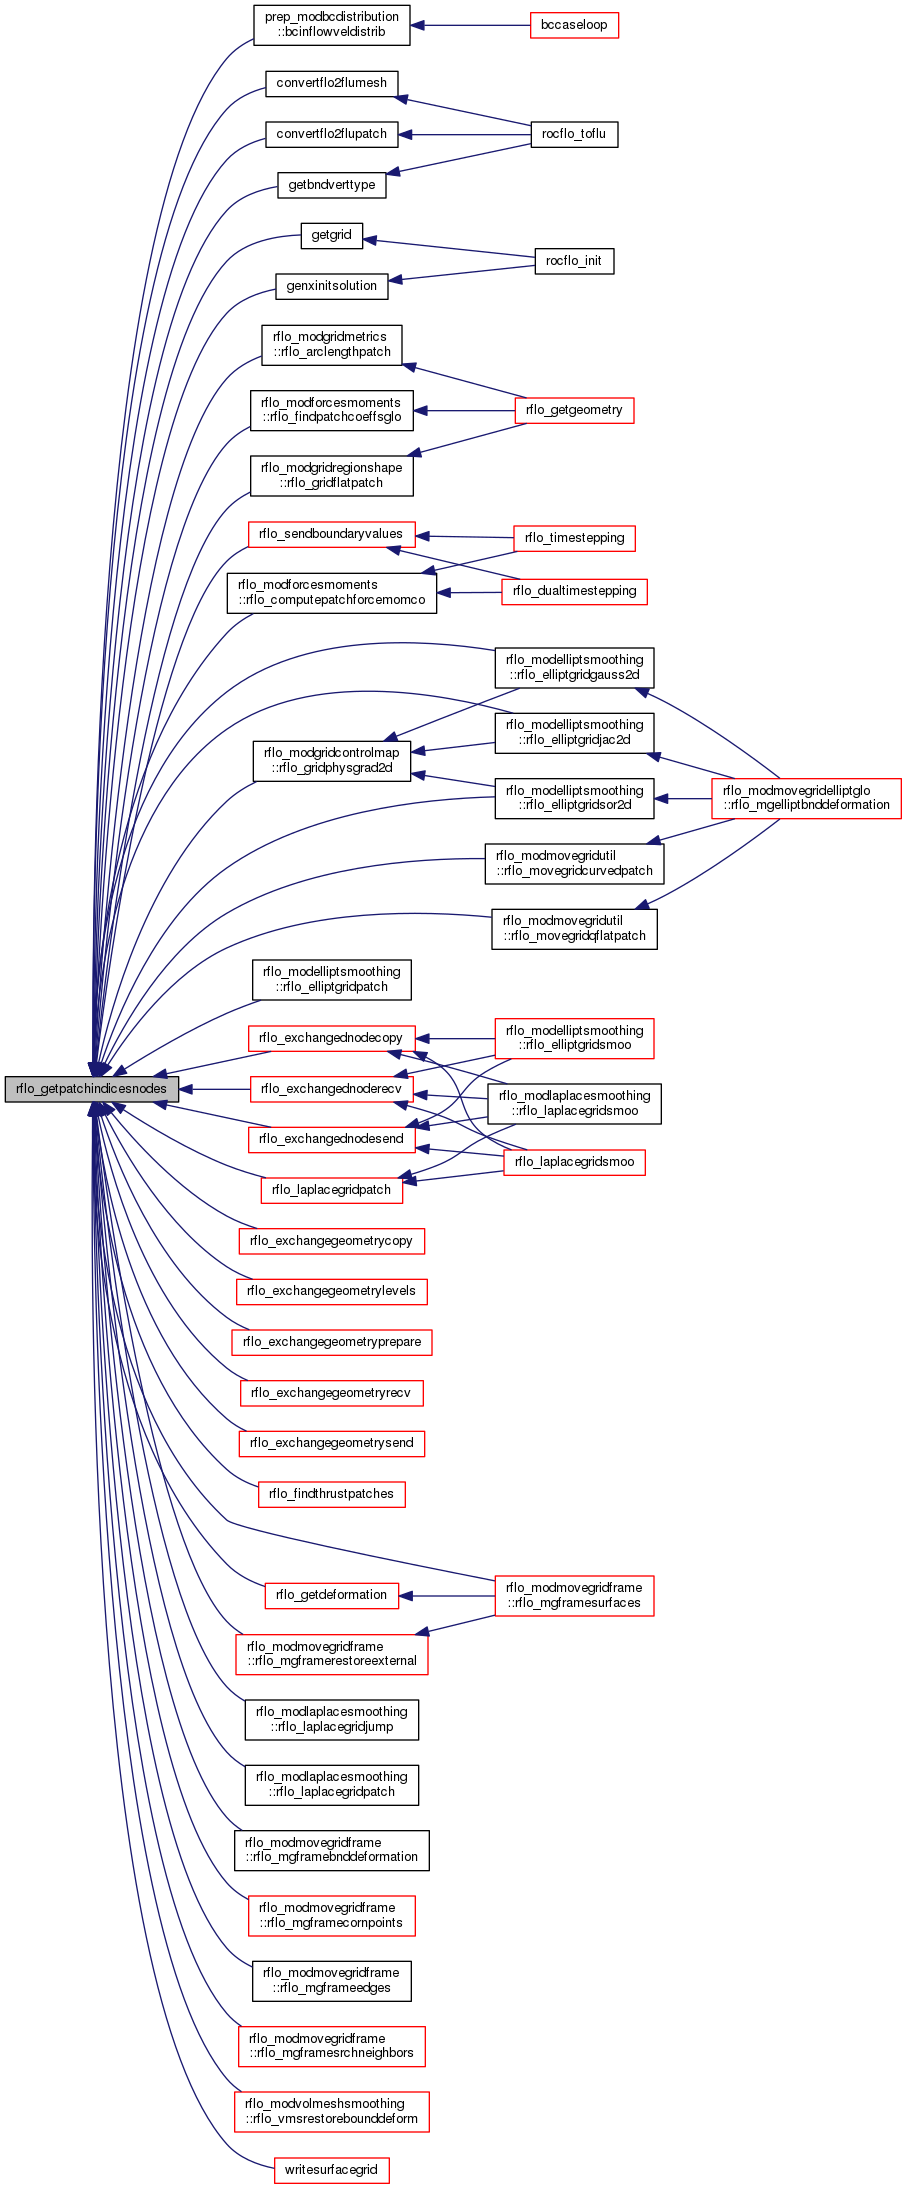 prep_modbcdistribution
::bcinflowveldistrib
bccaseloop
convertflo2flumesh
convertflo2flupatch
rocflo_toflu
getbndverttype
getgrid
rocflo_init
genxinitsolution
rflo_modgridmetrics
::rflo_arclengthpatch
rflo_modforcesmoments
::rflo_findpatchcoeffsglo
rflo_getgeometry
rflo_modgridregionshape
::rflo_gridflatpatch
rflo_sendboundaryvalues
rflo_timestepping
rflo_modforcesmoments
::rflo_computepatchforcemomco
rflo_dualtimestepping
rflo_modelliptsmoothing
::rflo_elliptgridgauss2d
rflo_modelliptsmoothing
::rflo_elliptgridjac2d
rflo_modgridcontrolmap
::rflo_gridphysgrad2d
rflo_modelliptsmoothing
::rflo_elliptgridsor2d
rflo_modmovegridelliptglo
::rflo_mgelliptbnddeformation
rflo_modmovegridutil
::rflo_movegridcurvedpatch
rflo_modmovegridutil
::rflo_movegridqflatpatch
rflo_modelliptsmoothing
::rflo_elliptgridpatch
rflo_exchangednodecopy
rflo_modelliptsmoothing
::rflo_elliptgridsmoo
rflo_getpatchindicesnodes
rflo_exchangednoderecv
rflo_modlaplacesmoothing
::rflo_laplacegridsmoo
rflo_exchangednodesend
rflo_laplacegridsmoo
rflo_laplacegridpatch
rflo_exchangegeometrycopy
rflo_exchangegeometrylevels
rflo_exchangegeometryprepare
rflo_exchangegeometryrecv
rflo_exchangegeometrysend
rflo_findthrustpatches
rflo_getdeformation
rflo_modmovegridframe
::rflo_mgframesurfaces
rflo_modmovegridframe
::rflo_mgframerestoreexternal
rflo_modlaplacesmoothing
::rflo_laplacegridjump
rflo_modlaplacesmoothing
::rflo_laplacegridpatch
rflo_modmovegridframe
::rflo_mgframebnddeformation
rflo_modmovegridframe
::rflo_mgframecornpoints
rflo_modmovegridframe
::rflo_mgframeedges
rflo_modmovegridframe
::rflo_mgframesrchneighbors
rflo_modvolmeshsmoothing
::rflo_vmsrestorebounddeform
writesurfacegrid